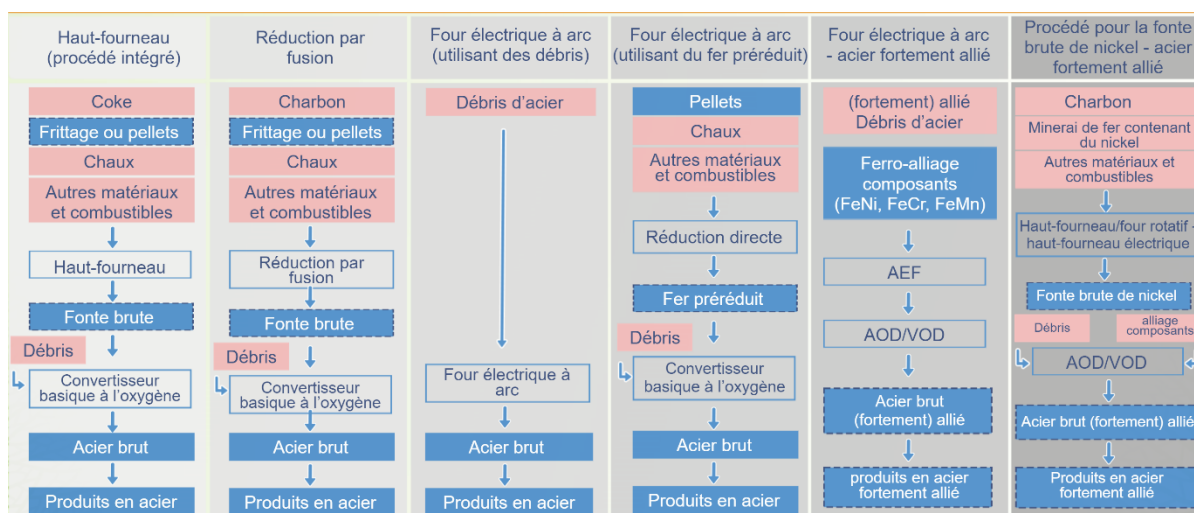 Haut-fourneau
(procédé intégré)
Coke
Frittage ou pellets
Chaux
Autres matériaux
et combustibles
Haut-fourneau
Fonte brute
Débris
Convertisseur
basique à l'oxygène
Acier brut
Produits en acier
Réduction par
fusion
Charbon
Frittage ou pellets
Chaux
Autres matériaux
et combustibles
Réduction par
fusion
Fonte brute
Débris
Convertisseur
basique à l'oxygène
Acier brut
Produits en acier
Four électrique à arc
(utilisant des débris)
Débris d'acier
Four électrique à
arc
Acier brut
Produits en acier
Four électrique à arc
(utilisant du fer préréduit)
Pellets
Chaux
Autres matériaux
et combustibles
Réduction directe
Fer préréduit
Débris
Convertisseur
basique à l'oxygène
Acier brut
Produits en acier
Four électrique à arc
- acier fortement allié
(fortement) allié
Débris d'acier
Ferro-alliage
composants
(FeNi, FeCr, FeMn)
AEF
AOD/VOD
Acier brut
(fortement) allié
produits en acier
fortement allié
Procédé pour la fonte
brute de nickel - acier
fortement allié
Charbon
Minerai de fer contenant
du nickel
Autres matériaux et
combustibles
Haut-fourneau/four rotatif -
haut-fourneau électrique
Fonte brute de nickel
Débris
alliage
composants
AOD/VOD
Acier brut (fortement) allié
Produits en acier
fortement allié